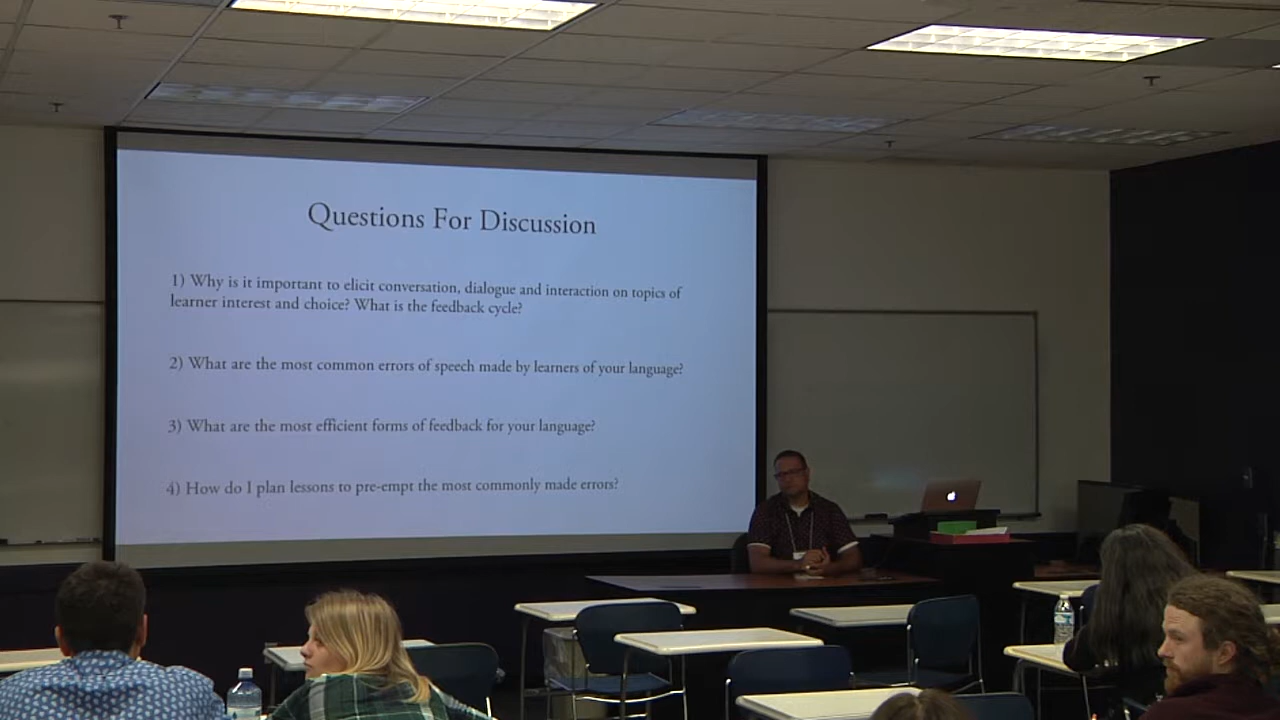 Questions For Discussion
1) Why is it important to elicit conversation, dialogue and interaction on topics of
learner interest and choice? What is the feedback cycle?
2) What are the most common errors of speech made by learners of your language?
3) What are the most efficient forms of feedback for your language?
4) How do I plan lessons to pre-empt the most commonly made errors?